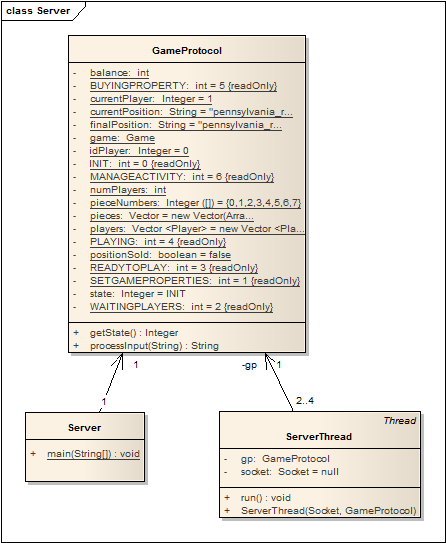 class Server
GameProtocol
- balance: int
- BUYINGPROPERTY: int = 5 {readOnly}
- currentPlayer: Integer = 1
- currentPosition: String = "pennsylvania_r...
- finalPosition: String = "pennsylvania_r...
- game: Game
- idPlayer: Integer = 0
- INIT: int = 0 {readOnly}
- MANAGEACTIVITY: int = 6 {readOnly}
- numPlayers: int
- pieceNumbers: Integer ([]) = {0,1,2,3,4,5,6,7}
- pieces: Vector = new Vector(Arra...
- players: Vector <Player> = new Vector <Pla...
- PLAYING: int = 4 {readOnly}
- positionSold: boolean = false
- READYTOPLAY: int = 3 {readOnly}
- SETGAMEPROPERTIES: int = 1 {readOnly}
- state: Integer = INIT
- WAITINGPLAYERS: int = 2 {readOnly}
+ getState() : Integer
+ processInput(String) : String
1
-gp 1
1
2..4
Server
+ main(String[]) : void
Thread
ServerThread
- gp: GameProtocol
- socket: Socket = null
+ run() : void
+ ServerThread(Socket, GameProtocol)